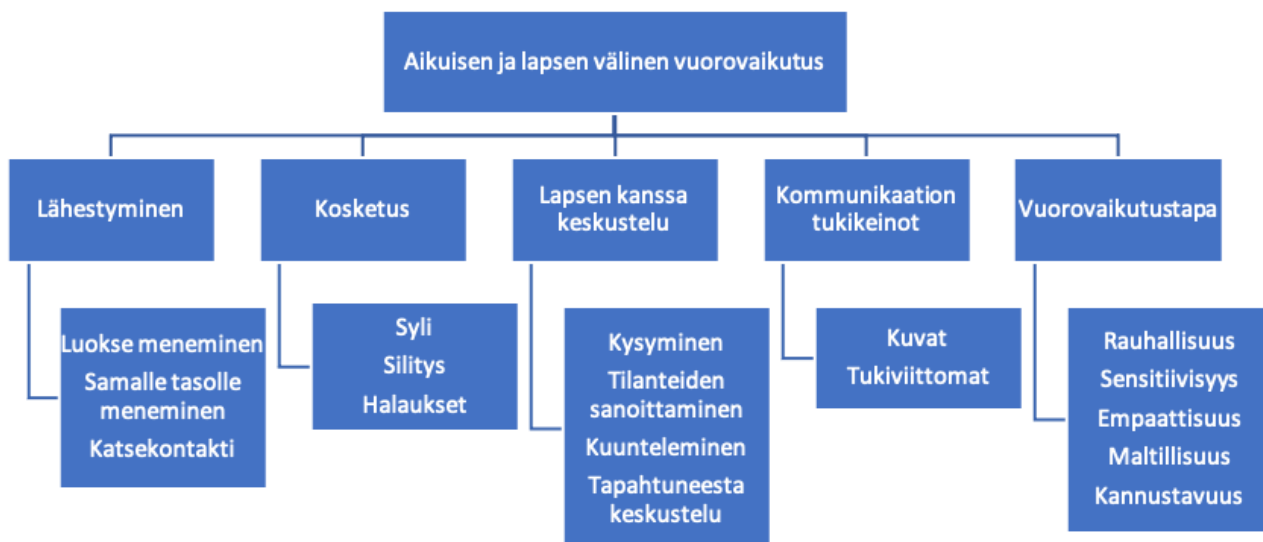 Aikuisen ja lapsen välinen vuorovaikutus
Lähestyminen
Kosketus
Lapsen kanssa
keskustelu
Kommunikaation
tukikeinot
Vuorovaikutustapa
Luokse meneminen
Samalle tasolle
meneminen
Katsekontakti
Syli
Silitys
Halaukset
Kysyminen
Tilanteiden
sanoittaminen
Kuunteleminen
Tapahtuneesta
keskustelu
Kuvat
Tukiviittomat
Rauhallisuus
Sensitiivisyys
Empaattisuus
Maltillisuus
Kannustavuus